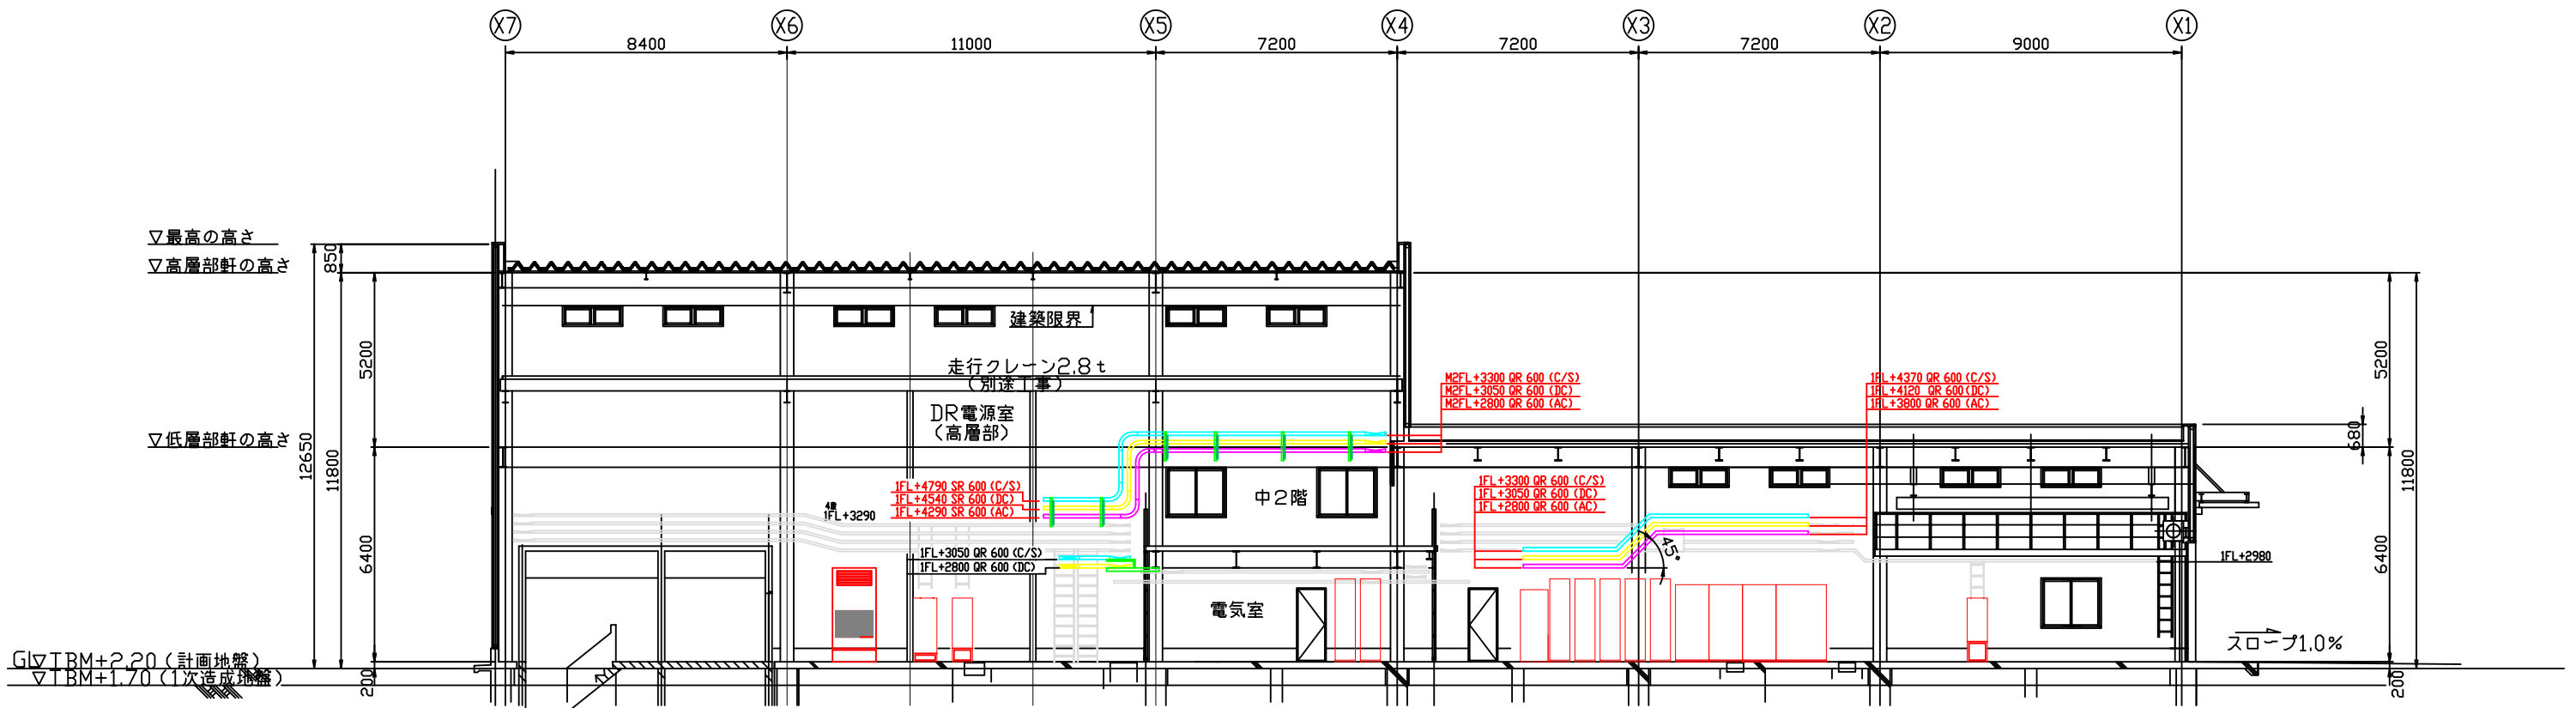 X7 X6 X5 X4 X3 X2 X1
8400 11000 7200 7200 7200 9000
▽最高の高さ
▽高層部軒の高さ
▽低層部軒の高さ
12650
850
11800
5200
6400
200
建築限界
走行クレーン2.8t
(別途工事)
DR電源室
(高層部)
1FL+4790 SR 600 (C/S)
1FL+4540 SR 600 (DC)
1FL+4290 SR 600 (AC)
4段
1FL+3290
1FL+3050 QR 600 (C/S)
1FL+2800 QR 600 (DC)
中2階
電気室
M2FL+3300 QR 600 (C/S)
M2FL+3050 QR 600 (DC)
M2FL+2800 QR 600 (AC)
1FL+3300 QR 600 (C/S)
1FL+3050 QR 600 (DC)
1FL+2800 QR 600 (AC)
45°
1FL+4370 QR 600 (C/S)
1FL+4120 QR 600 (DC)
1FL+3800 QR 600 (AC)
1FL+2980
680
5200
11800
6400
200
スロープ1.0%
GL▽TBM+2.20(計画地盤)
▽TBM+1.70(1次造成地盤)